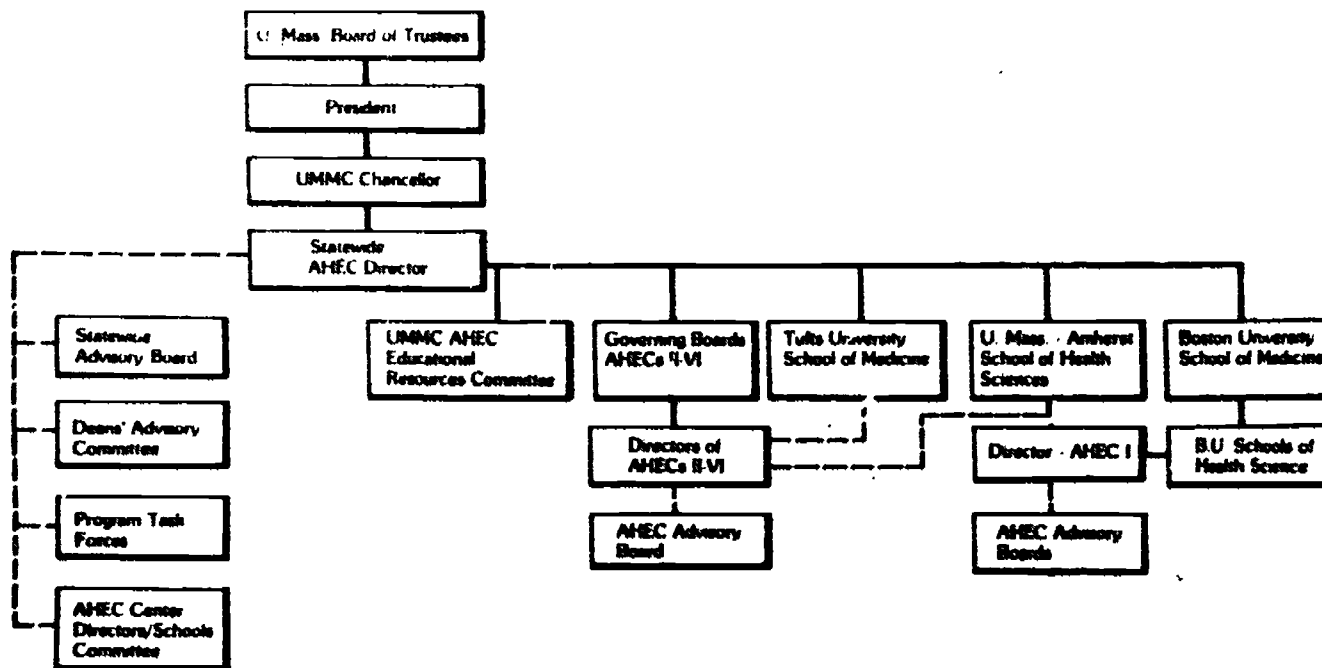 U. Mass. Board of Trustees
President
UMMC Chancellor
Statewide
AHEC Director
Statewide
Advisory Board
Deans' Advisory
Committee
Program Task
Forces
AHEC Center
Directors/Schools
Committee
UMMC AHEC
Educational
Resources Committee
Governing Boards
AHECs II-VI
Tufts University
School of Medicine
U. Mass. - Amherst
School of Health
Sciences
Boston University
School of Medicine
Directors of
AHECs II-VI
Director - AHEC I
B.U. Schools of
Health Science
AHEC Advisory
Board
AHEC Advisory
Boards